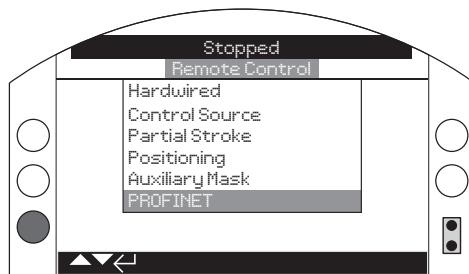 Stopped
Remote Control
Hardwired
Control Source
Partial Stroke
Positioning
Auxiliary Mask
PROFINET